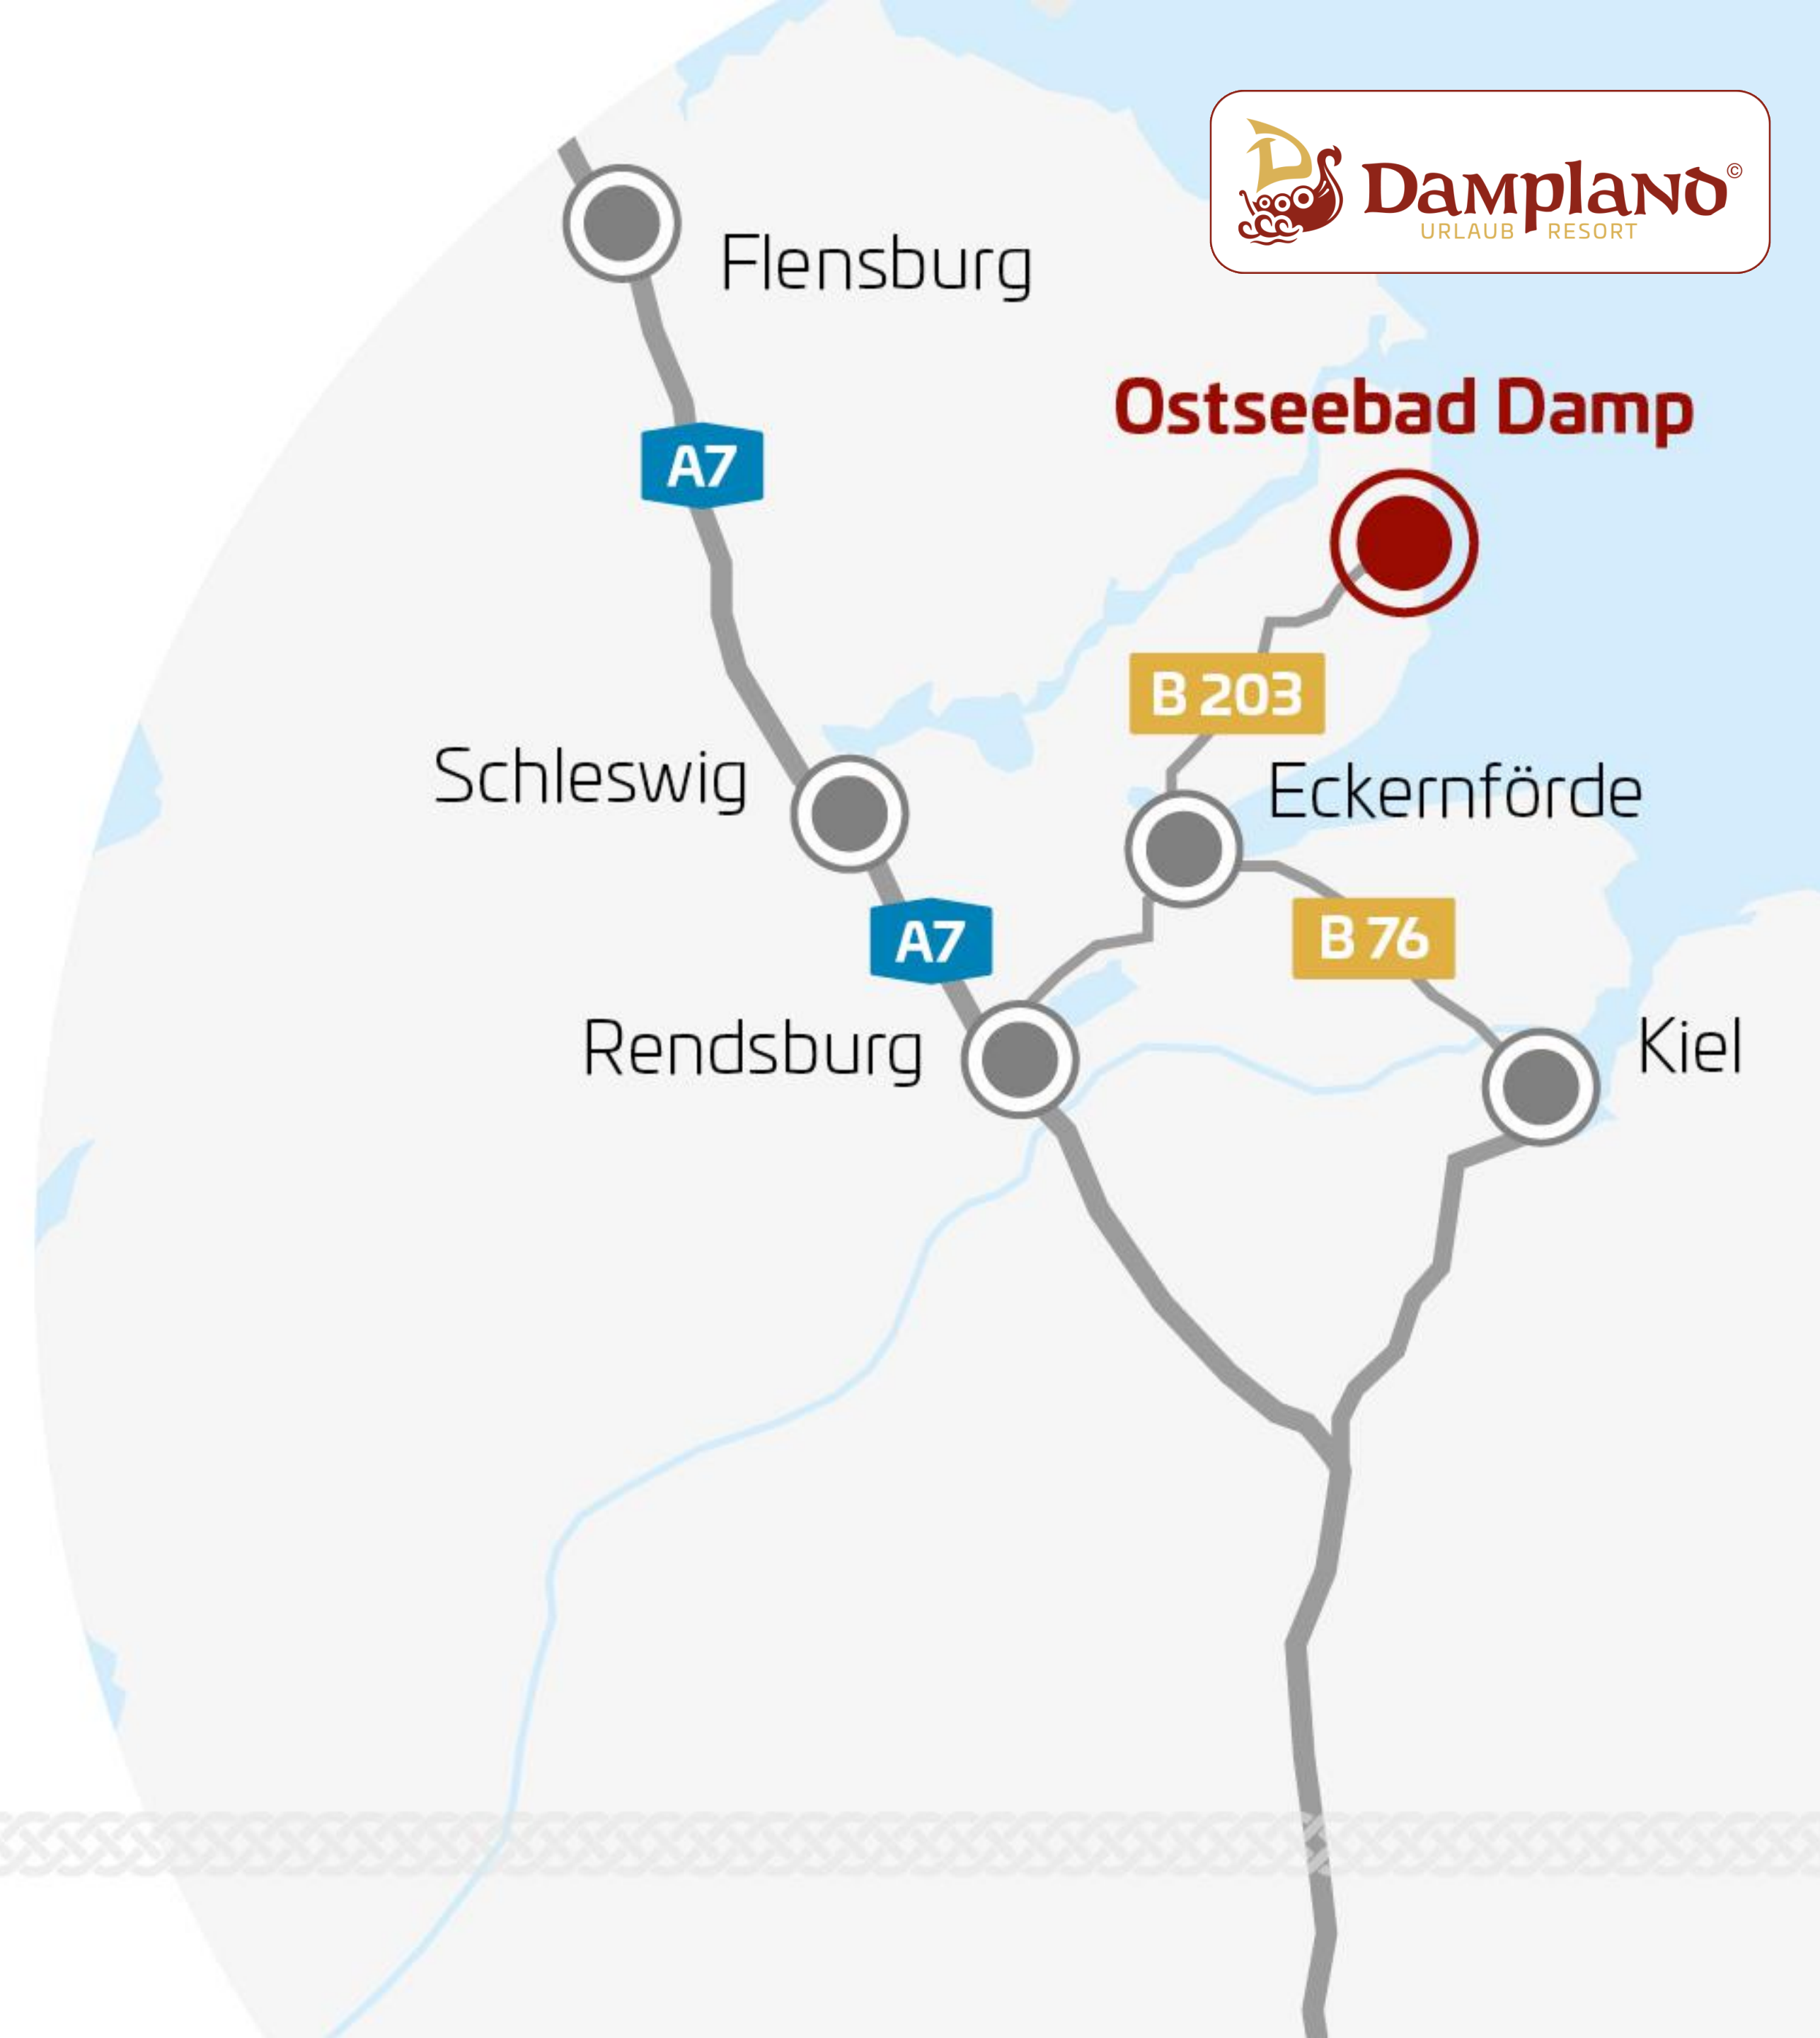 Dampland©
URLAUB RESORT
Flensburg
Ostseebad Damp
A7
B 203
Schleswig
Eckernförde
A7
B 76
Rendsburg
Kiel